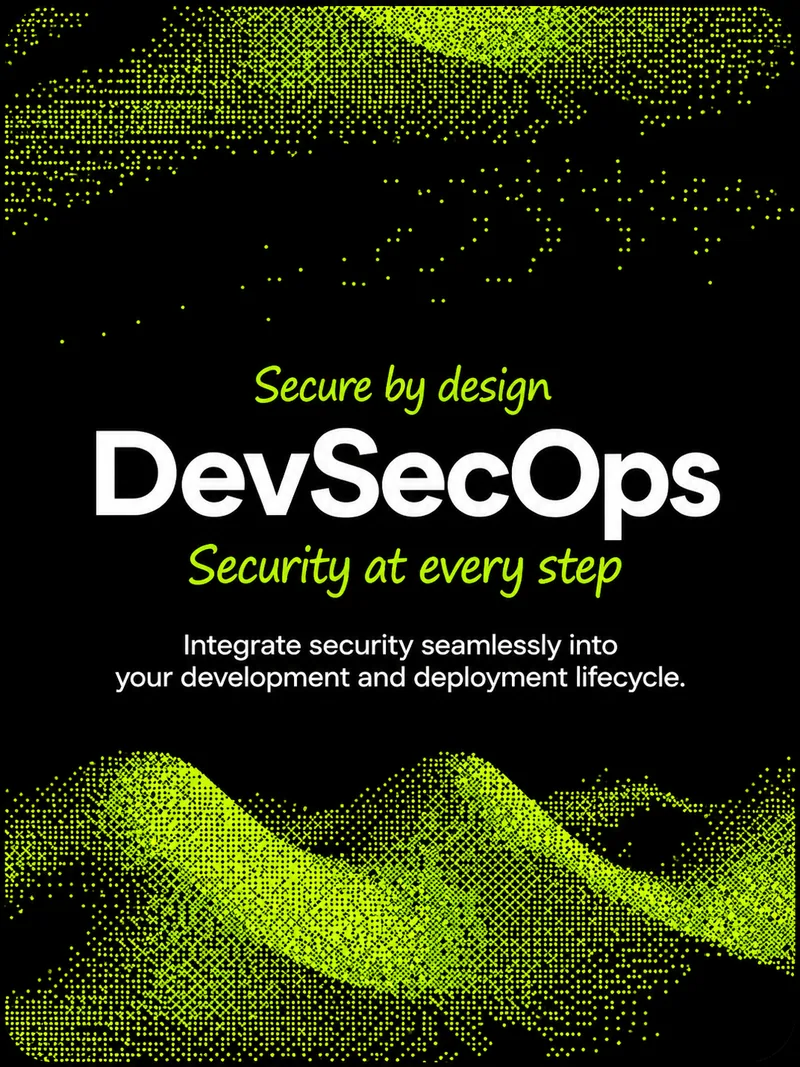 Secure by design
DevSecOps
Security at every step
Integrate security seamlessly into
your development and deployment lifecycle.